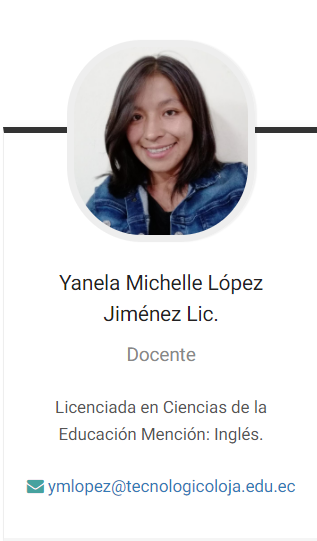 Yanela Michelle López
Jiménez Lic.
Docente
Licenciada en Ciencias de la
Educación Mención: Inglés.
ymlopez@tecnologicoloja.edu.ec